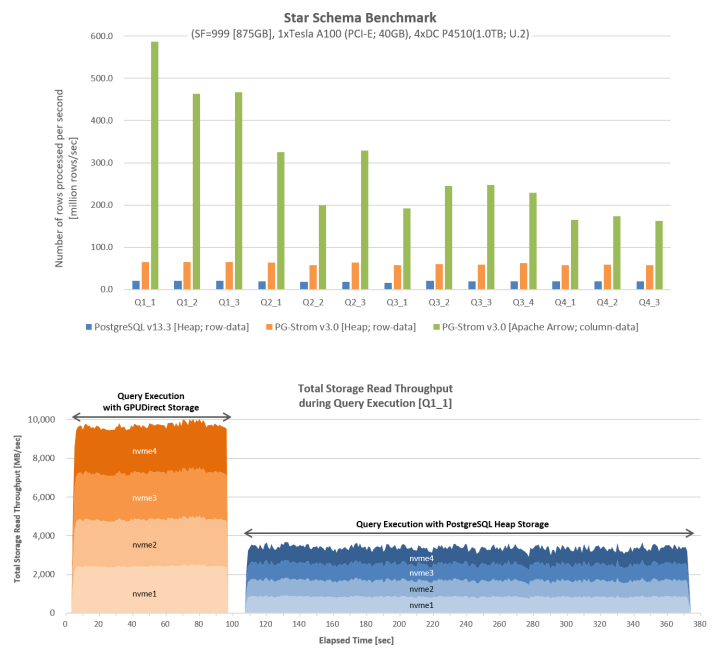 Star Schema Benchmark
(SF=999 [875GB], 1xTesla A100 (PCI-E; 40GB), 4xDC P4510(1.0TB; U.2)
Number of rows processed per second
[million rows/sec]
600.0
500.0
400.0
300.0
200.0
100.0
0.0
Q1_1 Q1_2 Q1_3 Q2_1 Q2_2 Q2_3 Q3_1 Q3_2 Q3_3 Q3_4 Q4_1 Q4_2 Q4_3
PostgreSQL v13.3 [Heap; row-data] PG-Strom v3.0 [Heap; row-data] PG-Strom v3.0 [Apache Arrow; column-data]
Total Storage Read Throughput
during Query Execution [Q1_1]
Query Execution
with GPUDirect Storage
Query Execution with PostgreSQL Heap Storage
Total Storage Read Throughput [MB/sec]
10,000
8,000
6,000
4,000
2,000
0
nvme4
nvme3
nvme2
nvme1
nvme4
nvme3
nvme2
nvme1
0 20 40 60 80 100 120 140 160 180 200 220 240 260 280 300 320 340 360 380
Elapsed Time [sec]